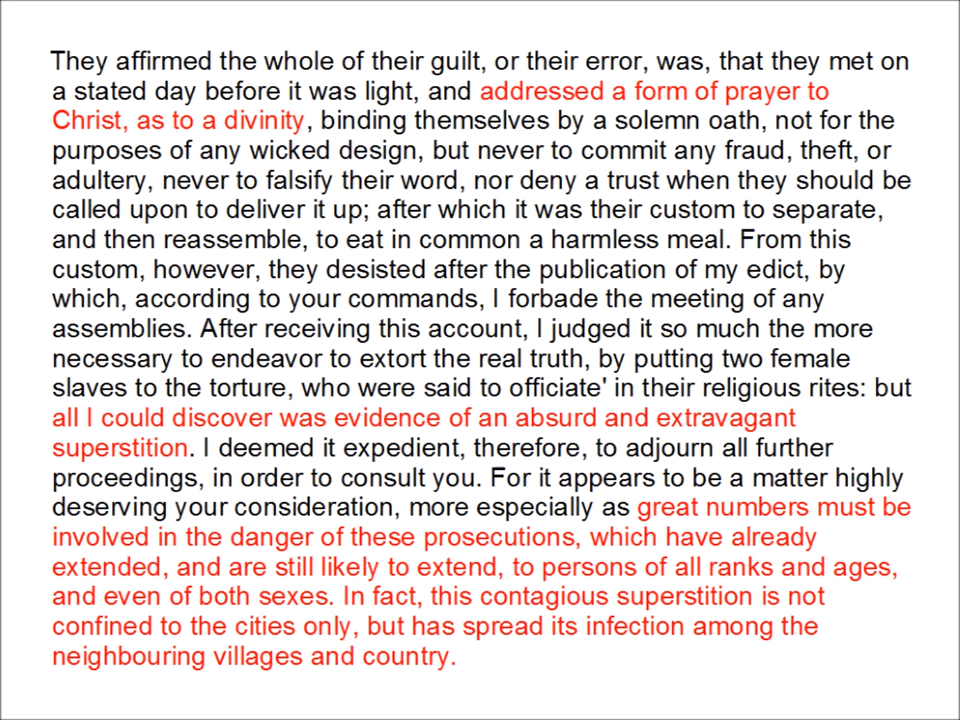 They affirmed the whole of their guilt, or their error, was, that they met on
a stated day before it was light, and addressed a form of prayer to
Christ, as to a divinity, binding themselves by a solemn oath, not for the
purposes of any wicked design, but never to commit any fraud, theft, or
adultery, never to falsify their word, nor deny a trust when they should be
called upon to deliver it up; after which it was their custom to separate,
and then reassemble, to eat in common a harmless meal. From this
custom, however, they desisted after the publication of my edict, by
which, according to your commands, I forbade the meeting of any
assemblies. After receiving this account, I judged it so much the more
necessary to endeavor to extort the real truth, by putting two female
slaves to the torture, who were said to officiate' in their religious rites: but
all I could discover was evidence of an absurd and extravagant
superstition. I deemed it expedient, therefore, to adjourn all further
proceedings, in order to consult you. For it appears to be a matter highly
deserving your consideration, more especially as great numbers must be
involved in the danger of these prosecutions, which have already
extended, and are still likely to extend, to persons of all ranks and ages,
and even of both sexes. In fact, this contagious superstition is not
confined to the cities only, but has spread its infection among the
neighbouring villages and country.